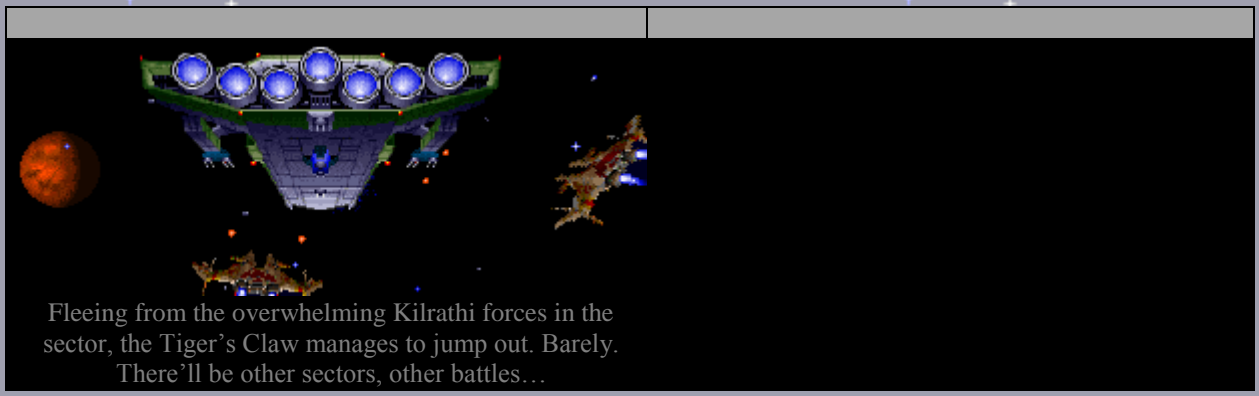 Fleeing from the overwhelming Kilrathi forces in the
sector, the Tiger’s Claw manages to jump out. Barely.
There’ll be other sectors, other battles…